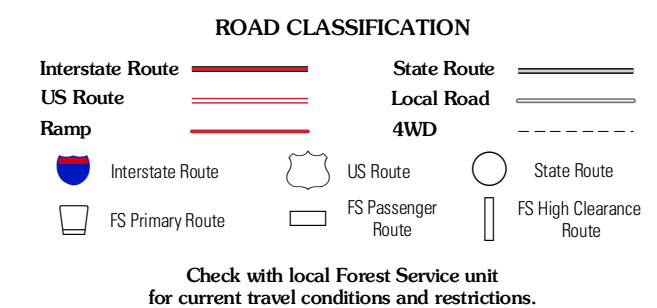 ROAD CLASSIFICATION
Interstate Route
State Route
US Route
Local Road
Ramp
4WD
Interstate Route
US Route
State Route
FS Primary Route
FS Passenger
Route
FS High Clearance
Route
Check with local Forest Service unit
for current travel conditions and restrictions.